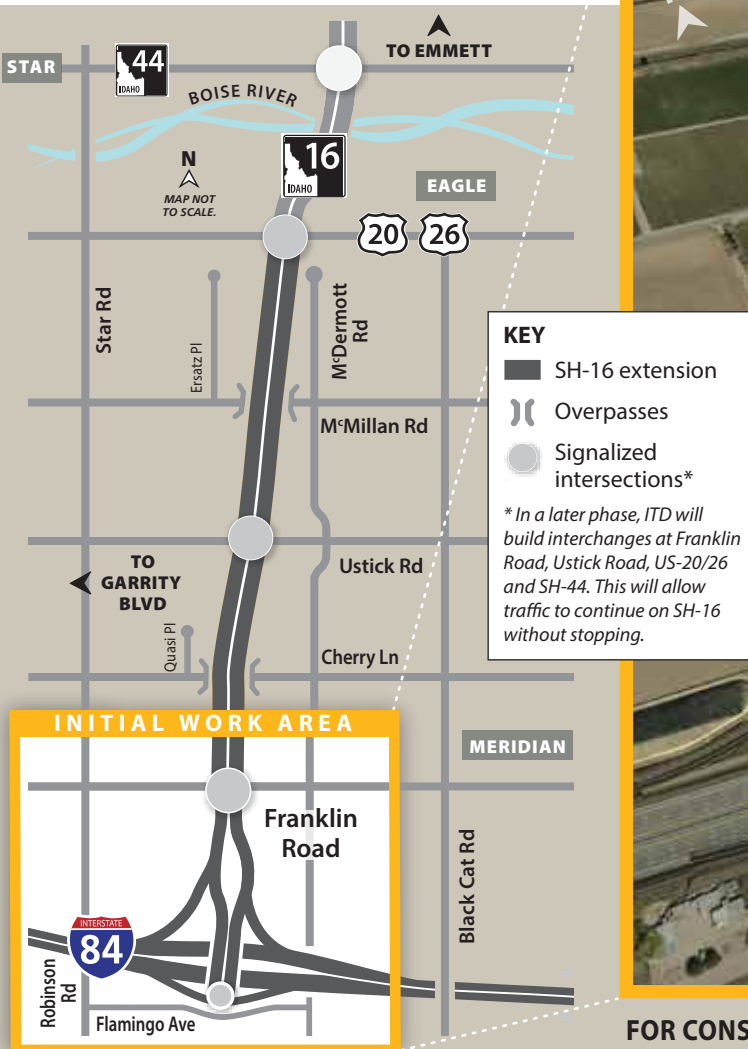 TO EMMETT
STAR
44
IDAHO
BOISE RIVER
16
IDAHO
N
MAP NOT
TO SCALE.
EAGLE
20
26
Star Rd
Ersatz Pl
McDermott
Rd
McMillan Rd
KEY
SH-16 extension
Overpasses
Signalized
intersections*
* In a later phase, ITD will
build interchanges at Franklin
Road, Ustick Road, US-20/26
and SH-44. This will allow
traffic to continue on SH-16
without stopping.
Ustick Rd
TO
GARRITY
BLVD
Quasi Pl
Cherry Ln
INITIAL WORK AREA
MERIDIAN
Franklin
Road
Black Cat Rd
INTERSTATE
84
Robinson
Rd
Flamingo Ave
FOR CONS